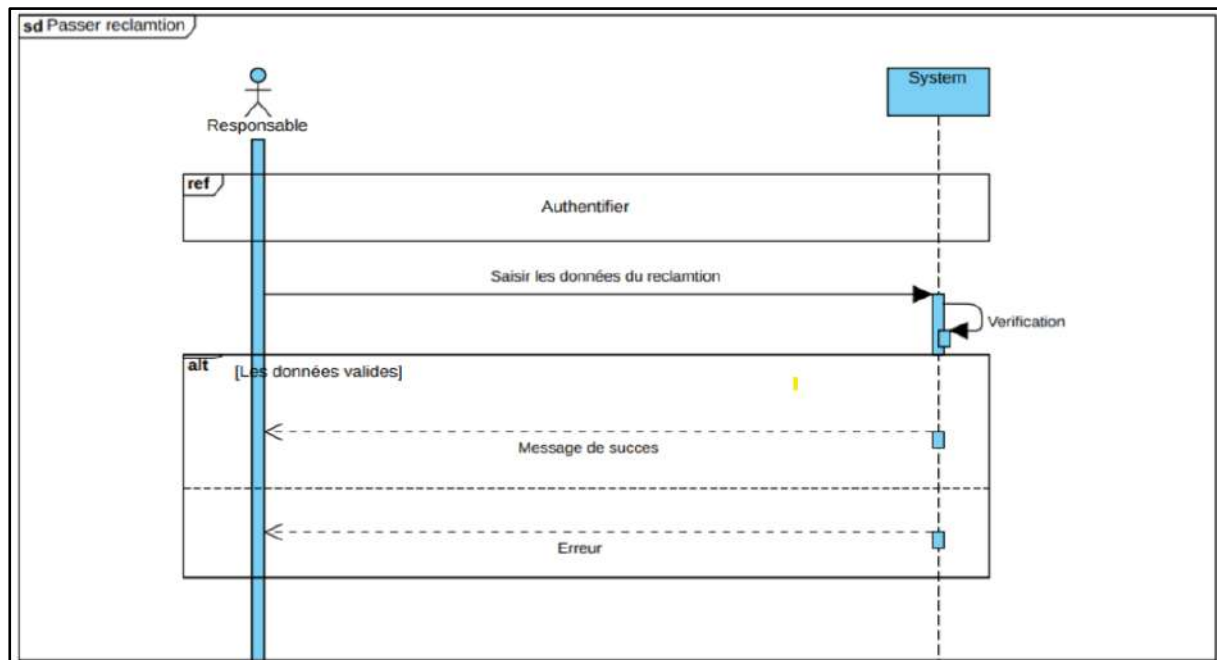 sd Passer reclamtion
System
Responsable
ref
Authentifier
Saisir les données du reclamtion
Verification
alt
[Les données valides]
Message de succes
Erreur